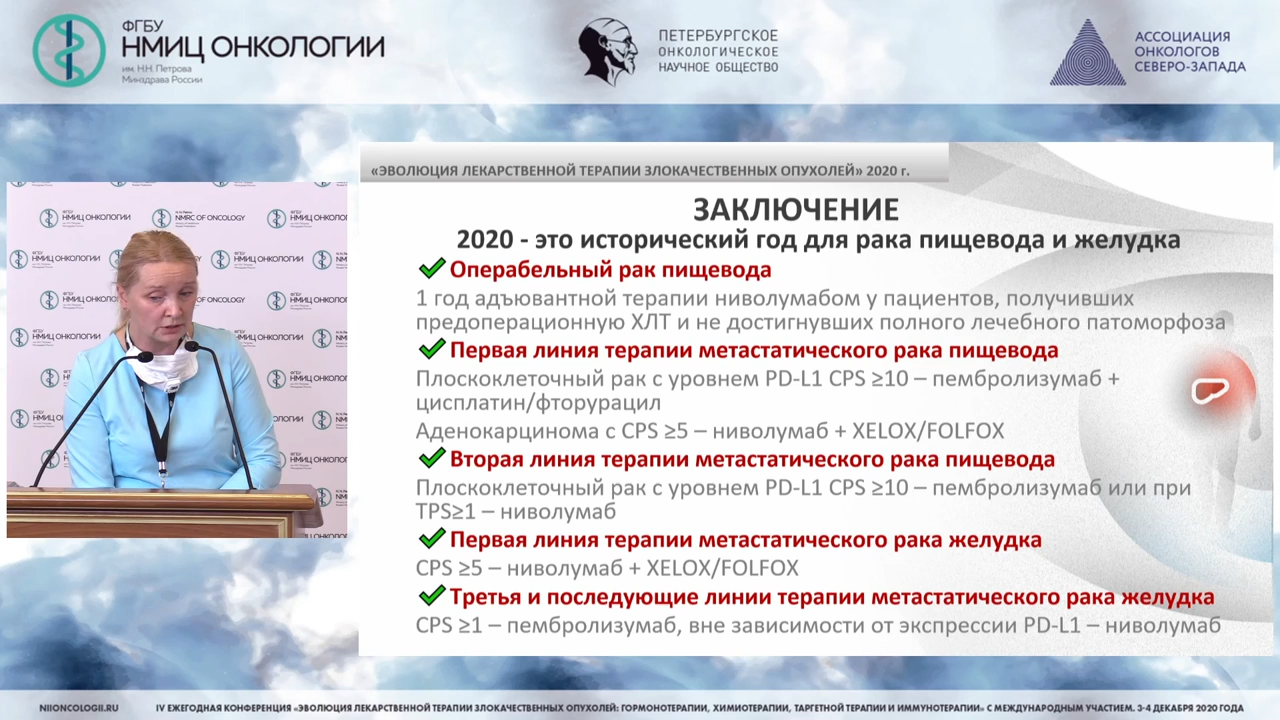 ФГБУ
НМИЦ ОНКОЛОГИИ
им. Н.Н. Петрова
Минздрава России
ПЕТЕРБУРГСКОЕ
ОНКОЛОГИЧЕСКОЕ
НАУЧНОЕ ОБЩЕСТВО
АССОЦИАЦИЯ
ОНКОЛОГОВ
СЕВЕРО-ЗАПАДА
«ЭВОЛЮЦИЯ ЛЕКАРСТВЕННОЙ ТЕРАПИИ ЗЛОКАЧЕСТВЕННЫХ ОПУХОЛЕЙ» 2020 г.
ЗАКЛЮЧЕНИЕ
2020 - это исторический год для рака пищевода и желудка
Операбельный рак пищевода
1 год адъювантной терапии ниволумабом у пациентов, получивших
предоперационную ХЛТ и не достигнувших полного лечебного патоморфоза
Первая линия терапии метастатического рака пищевода
Плоскоклеточный рак с уровнем PD-L1 CPS ≥10 – пембролизумаб +
цисплатин/фторурацил
Аденокарцинома с CPS ≥5 – ниволумаб + XELOX/FOLFOX
Вторая линия терапии метастатического рака пищевода
Плоскоклеточный рак с уровнем PD-L1 CPS ≥10 – пембролизумаб или при
TPS≥1 – ниволумаб
Первая линия терапии метастатического рака желудка
CPS ≥5 – ниволумаб + XELOX/FOLFOX
Третья и последующие линии терапии метастатического рака желудка
CPS ≥1 – пембролизумаб, вне зависимости от экспрессии PD-L1 – ниволумаб
ФГБУ
НМИЦ ОНКОЛОГИИ
NMRC OF ONCOLOGY
NIIONCOLOGII.RU
IV ЕЖЕГОДНАЯ КОНФЕРЕНЦИЯ «ЭВОЛЮЦИЯ ЛЕКАРСТВЕННОЙ ТЕРАПИИ ЗЛОКАЧЕСТВЕННЫХ ОПУХОЛЕЙ: ГОРМОНОТЕРАПИИ, ХИМИОТЕРАПИИ, ТАРГЕТНОЙ ТЕРАПИИ И ИММУНОТЕРАПИИ» С МЕЖДУНАРОДНЫМ УЧАСТИЕМ. 3-4 ДЕКАБРЯ 2020 ГОДА